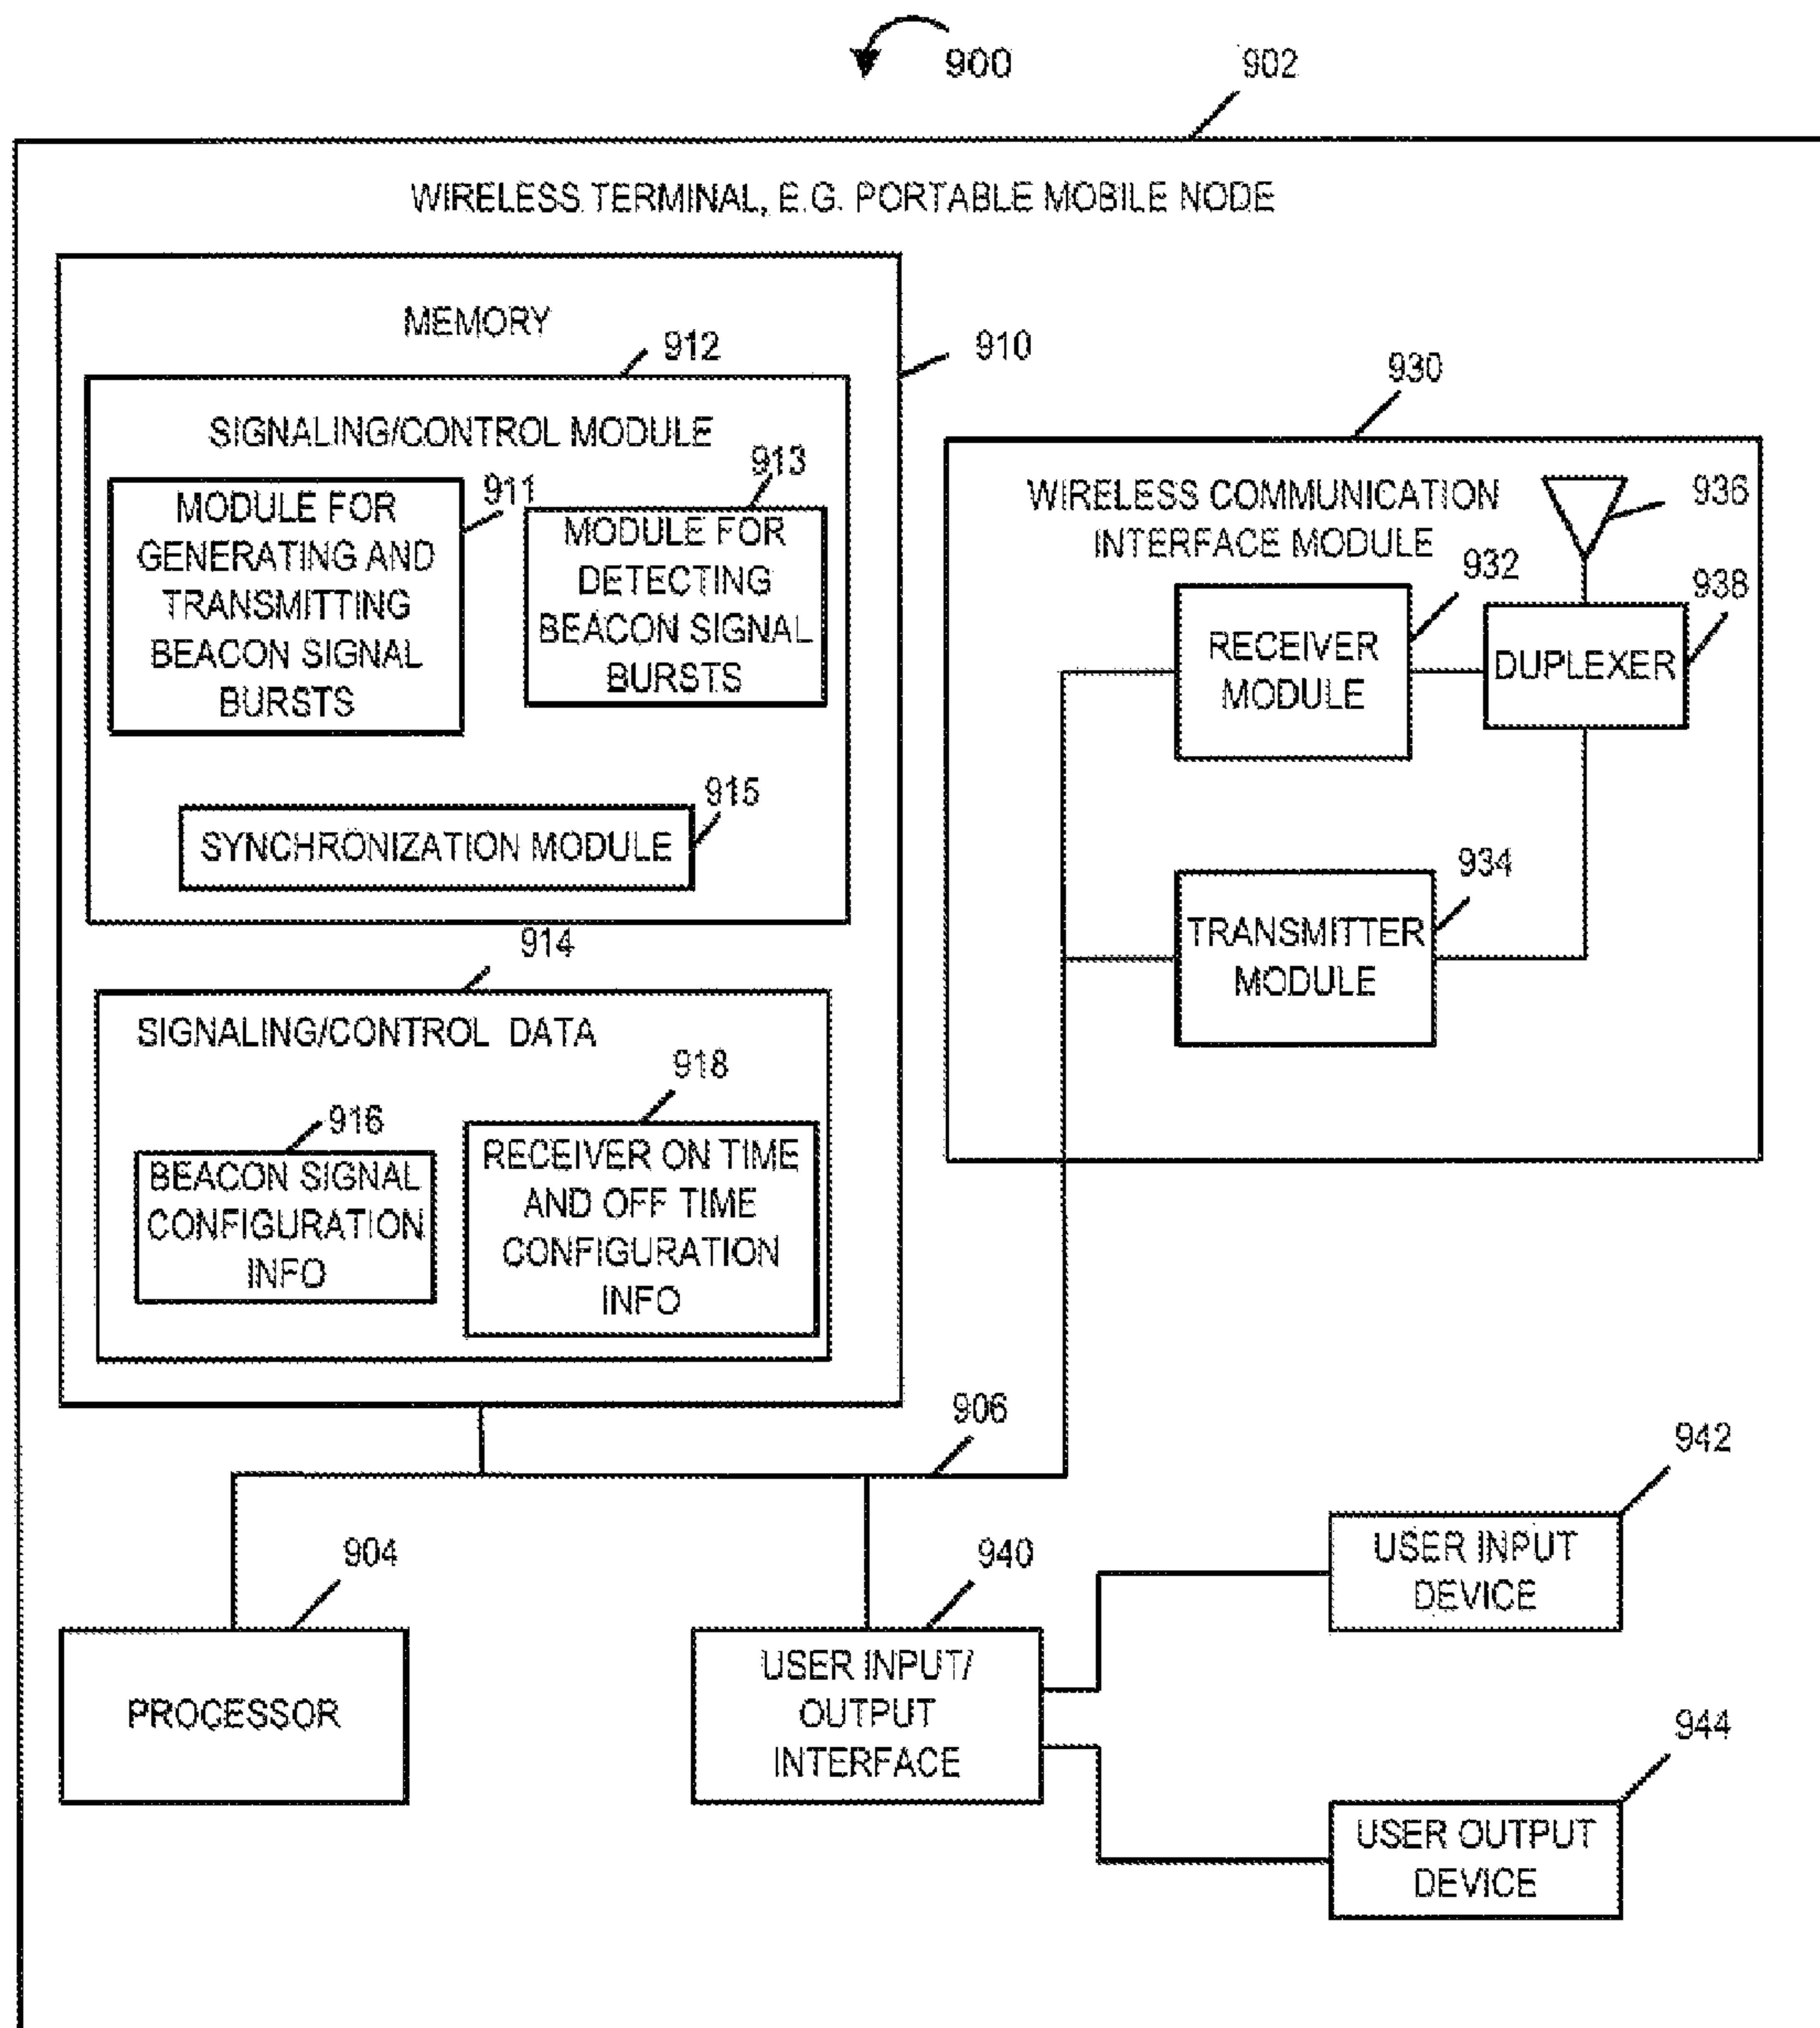 900
902
WIRELESS TERMINAL, E.G. PORTABLE MOBILE NODE
MEMORY
910
912
SIGNALING/CONTROL MODULE
911
MODULE FOR
GENERATING AND
TRANSMITTING
BEACON SIGNAL
BURSTS
913
MODULE FOR
DETECTING
BEACON SIGNAL
BURSTS
915
SYNCHRONIZATION MODULE
914
SIGNALING/CONTROL DATA
916
BEACON SIGNAL
CONFIGURATION
INFO
918
RECEIVER ON TIME
AND OFF TIME
CONFIGURATION
INFO
930
WIRELESS COMMUNICATION
INTERFACE MODULE
936
932
RECEIVER
MODULE
938
DUPLEXER
934
TRANSMITTER
MODULE
906
904
PROCESSOR
940
USER INPUT/
OUTPUT
INTERFACE
942
USER INPUT
DEVICE
944
USER OUTPUT
DEVICE